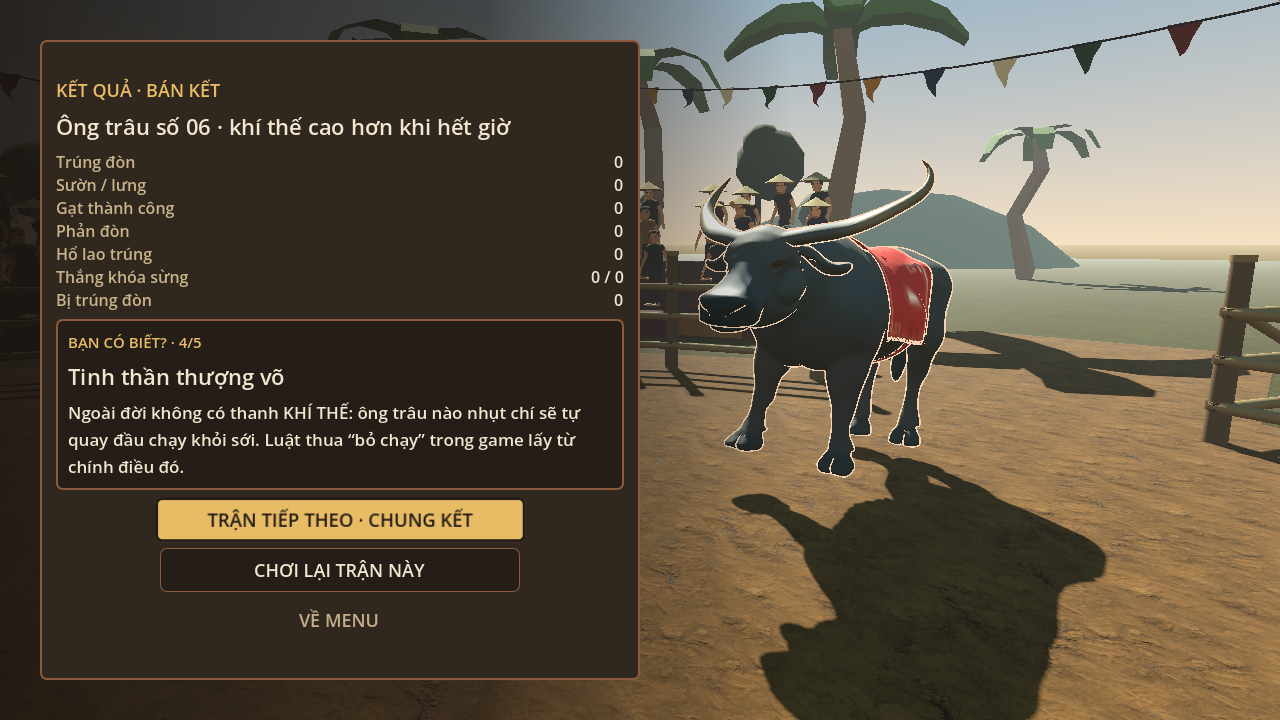 KẾT QUẢ · BÁN KẾT
Ông trâu số 06 · khí thế cao hơn khi hết giờ
Trúng đòn 0
Sườn / lưng 0
Gạt thành công 0
Phản đòn 0
Hồ lao trúng 0
Thắng khóa sừng 0 / 0
Bị trúng đòn 0
BẠN CÓ BIẾT? · 4/5
Tinh thần thượng võ
Ngoài đời không có thanh KHÍ THẾ: ông trâu nào nhụt chí sẽ tự
quay đầu chạy khỏi sới. Luật thua “bỏ chạy” trong game lấy từ
chính điều đó.
TRẬN TIẾP THEO · CHUNG KẾT
CHƠI LẠI TRẬN NÀY
VỀ MENU